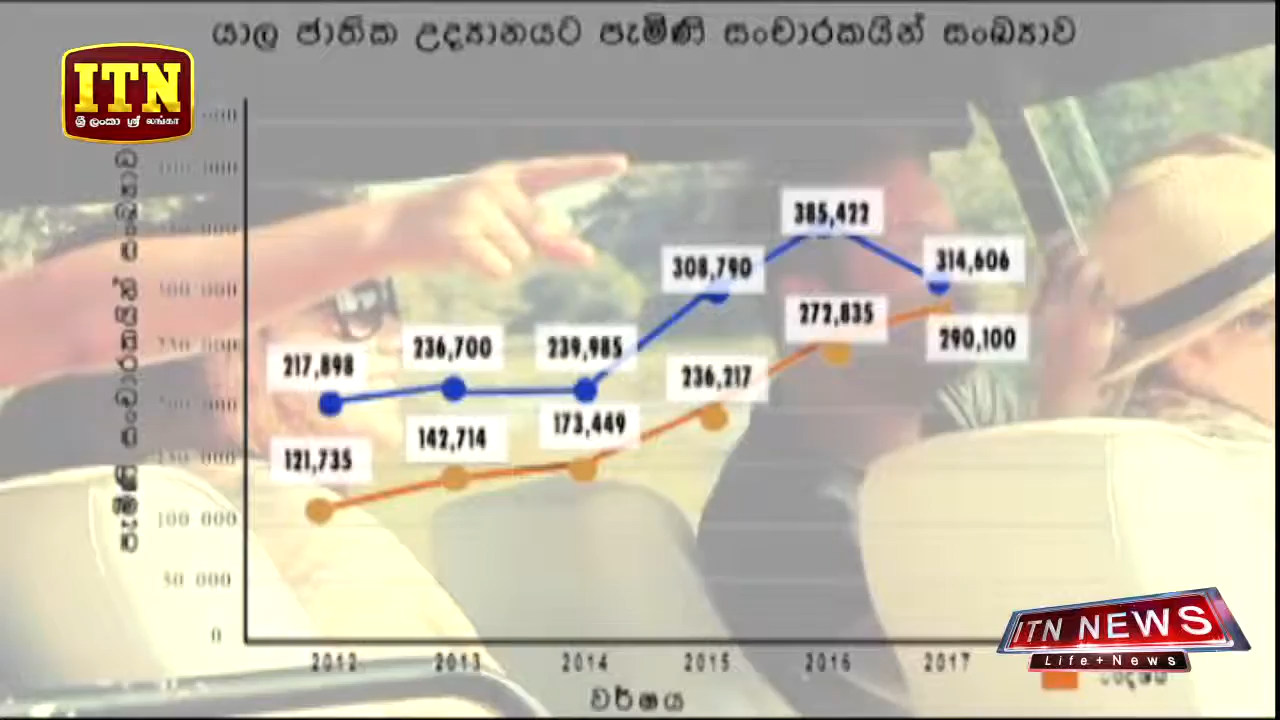 යාල ජාතික උද්‍යානයට පැමිණි සංචාරකයින් සංඛ්‍යාව
ITN
ශ්‍රී ලංකා ஸ்ரீ லங்கா
පැමිණි සංචාරකයින් සංඛ්‍යාව
385,422
308,790
314,606
272,835
290,100
217,898
236,700
239,985
236,217
121,735
142,714
173,449
100 000
50 000
0
2012 2013 2014 2015 2016 2017
වර්ෂය
ITN NEWS
Life+News